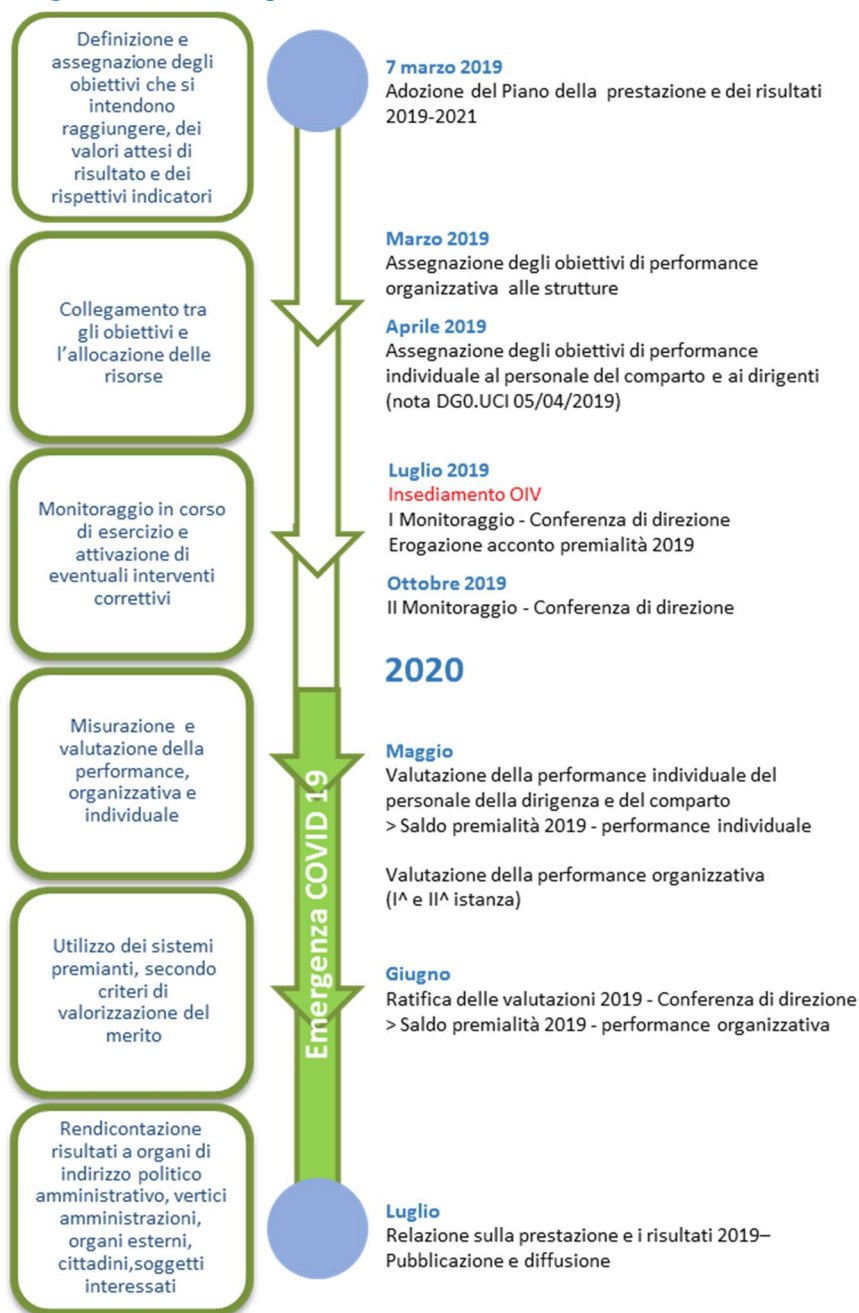 Definizione e
assegnazione degli
obiettivi che si
intendono
raggiungere, dei
valori attesi di
risultato e dei
rispettivi indicatori
7 marzo 2019
Adozione del Piano della prestazione e dei risultati
2019-2021
Collegamento tra
gli obiettivi e
l’allocazione delle
risorse
Marzo 2019
Assegnazione degli obiettivi di performance
organizzativa alle strutture
Aprile 2019
Assegnazione degli obiettivi di performance
individuale al personale del comparto e ai dirigenti
(nota DG0.UCI 05/04/2019)
Monitoraggio in corso
di esercizio e
attivazione di
eventuali interventi
correttivi
Luglio 2019
Insediamento OIV
I Monitoraggio - Conferenza di direzione
Erogazione acconto premialità 2019
Ottobre 2019
II Monitoraggio - Conferenza di direzione
2020
Misurazione e
valutazione della
performance,
organizzativa e
individuale
Emergenza COVID 19
Maggio
Valutazione della performance individuale del
personale della dirigenza e del comparto
> Saldo premialità 2019 - performance individuale
Valutazione della performance organizzativa
(I^ e II^ istanza)
Utilizzo dei sistemi
premianti, secondo
criteri di
valorizzazione del
merito
Giugno
Ratifica delle valutazioni 2019 - Conferenza di direzione
> Saldo premialità 2019 - performance organizzativa
Rendicontazione
risultati a organi di
indirizzo politico
amministrativo, vertici
amministrazioni,
organi esterni,
cittadini,soggetti
interessati
Luglio
Relazione sulla prestazione e i risultati 2019–
Pubblicazione e diffusione